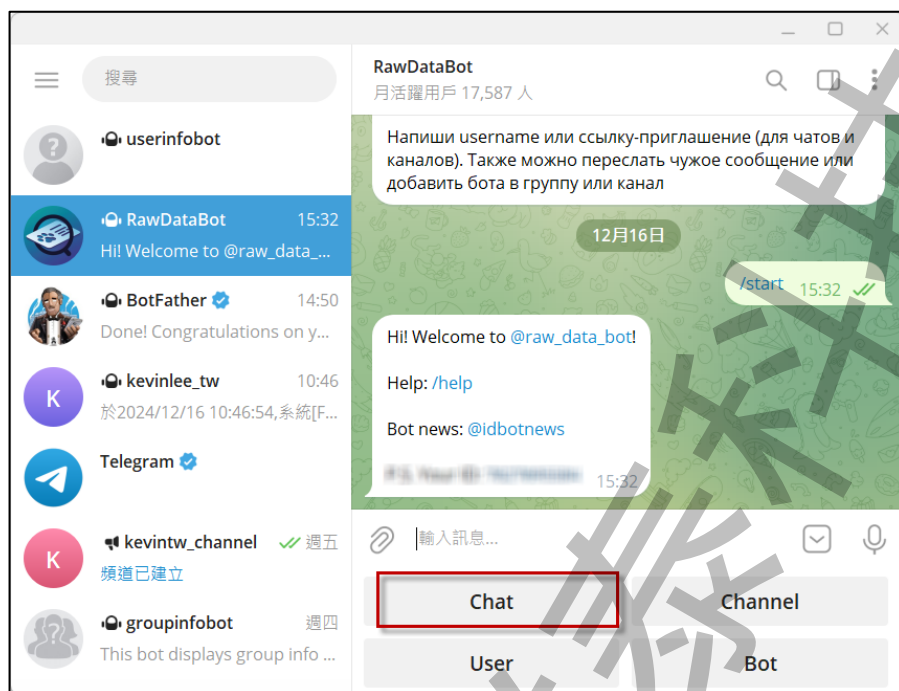 搜尋
userinfobot
RawDataBot 15:32
Hi! Welcome to @raw_data_...
BotFather 14:50
Done! Congratulations on y...
K
kevinlee_tw 10:46
於2024/12/16 10:46:54,系統[F...
Telegram
K
kevintw_channel 週五
頻道已建立
groupinfobot 週四
This bot displays group info ...
RawDataBot
月活躍用戶 17,587 人
Напиши username или ссылку-приглашение (для чатов и
каналов). Также можно переслать чужое сообщение или
добавить бота в группу или канал
12月16日
/start 15:32
Hi! Welcome to @raw_data_bot!
Help: /help
Bot news: @idbotnews
15:32
輸入訊息...
Chat
Channel
User
Bot